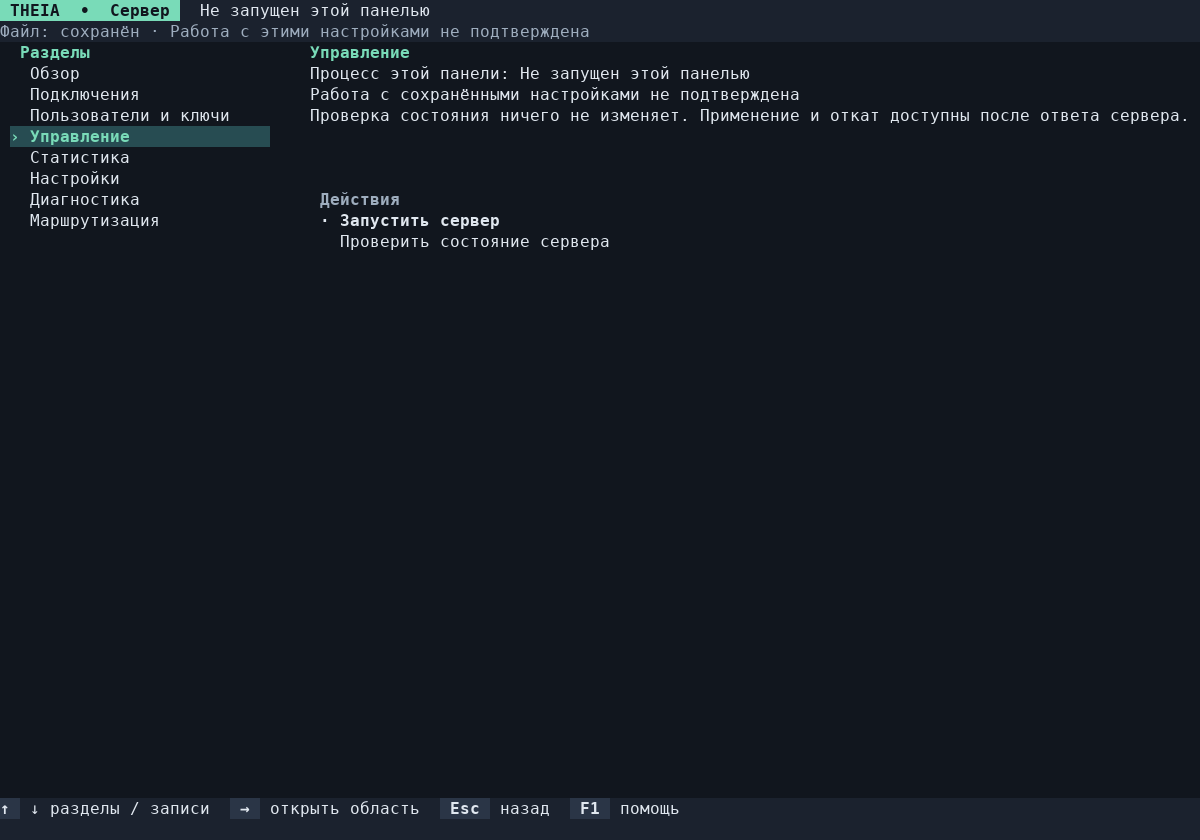 THEIA • Сервер Не запущен этой панелью
Файл: сохранён · Работа с этими настройками не подтверждена
Разделы
Обзор
Подключения
Пользователи и ключи
› Управление
Статистика
Настройки
Диагностика
Маршрутизация
Управление
Процесс этой панели: Не запущен этой панелью
Работа с сохранёнными настройками не подтверждена
Проверка состояния ничего не изменяет. Применение и откат доступны после ответа сервера.
Действия
· Запустить сервер
Проверить состояние сервера
↑ ↓ разделы / записи → открыть область Esc назад F1 помощь